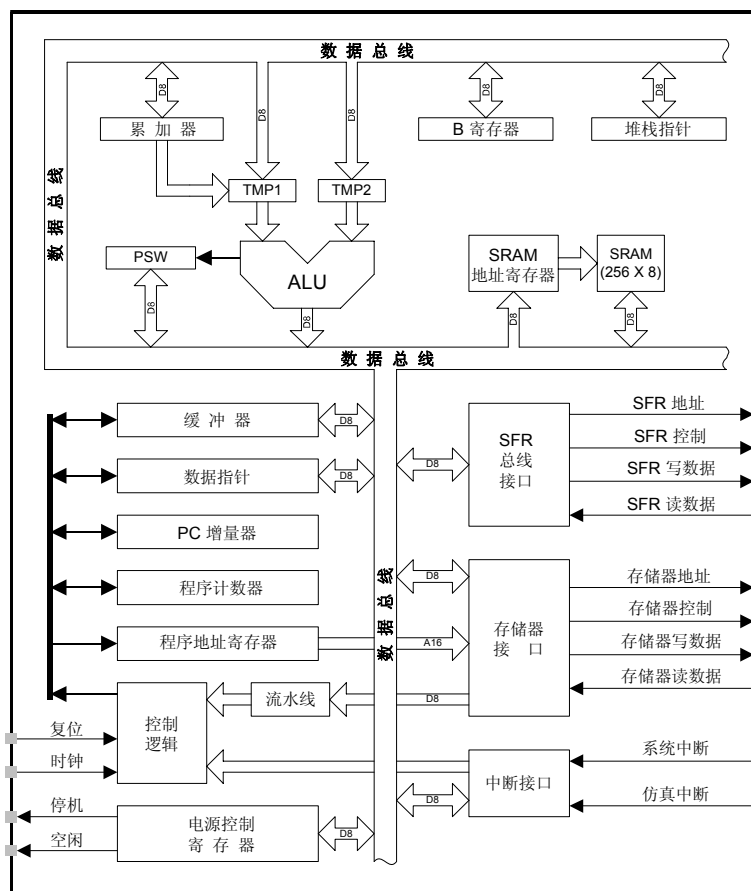 数 据 总 线
D8
D8
D8
D8
D8
累 加 器
B 寄存器
堆栈指针
数 据 总 线
TMP1
TMP2
PSW
ALU
SRAM
地址寄存器
SRAM
(256 X 8)
D8
D8
D8
D8
数 据 总 线
缓 冲 器
D8
数据指针
D8
PC 增量器
程序计数器
程序地址寄存器
A16
数 据 总 线
D8
SFR
总线
接口
SFR 地址
SFR 控制
SFR 写数据
SFR 读数据
D8
存储器
接 口
存储器地址
存储器控制
存储器写数据
存储器读数据
控制
逻辑
流水线
D8
复位
时钟
中断接口
系统中断
仿真中断
D8
停机
空闲
电源控制
寄 存 器
D8